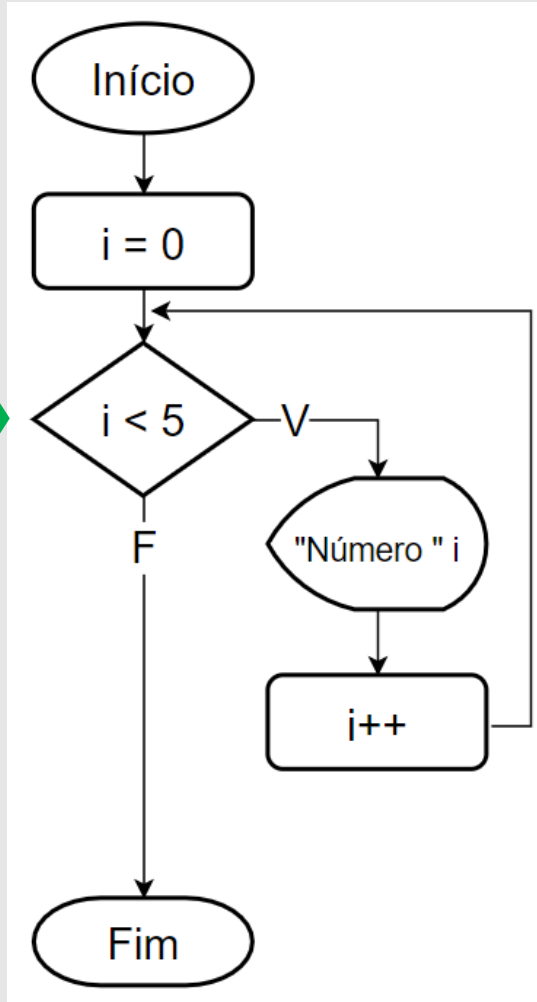 Início
i = 0
i < 5
V
F
"Número " i
i++
Fim